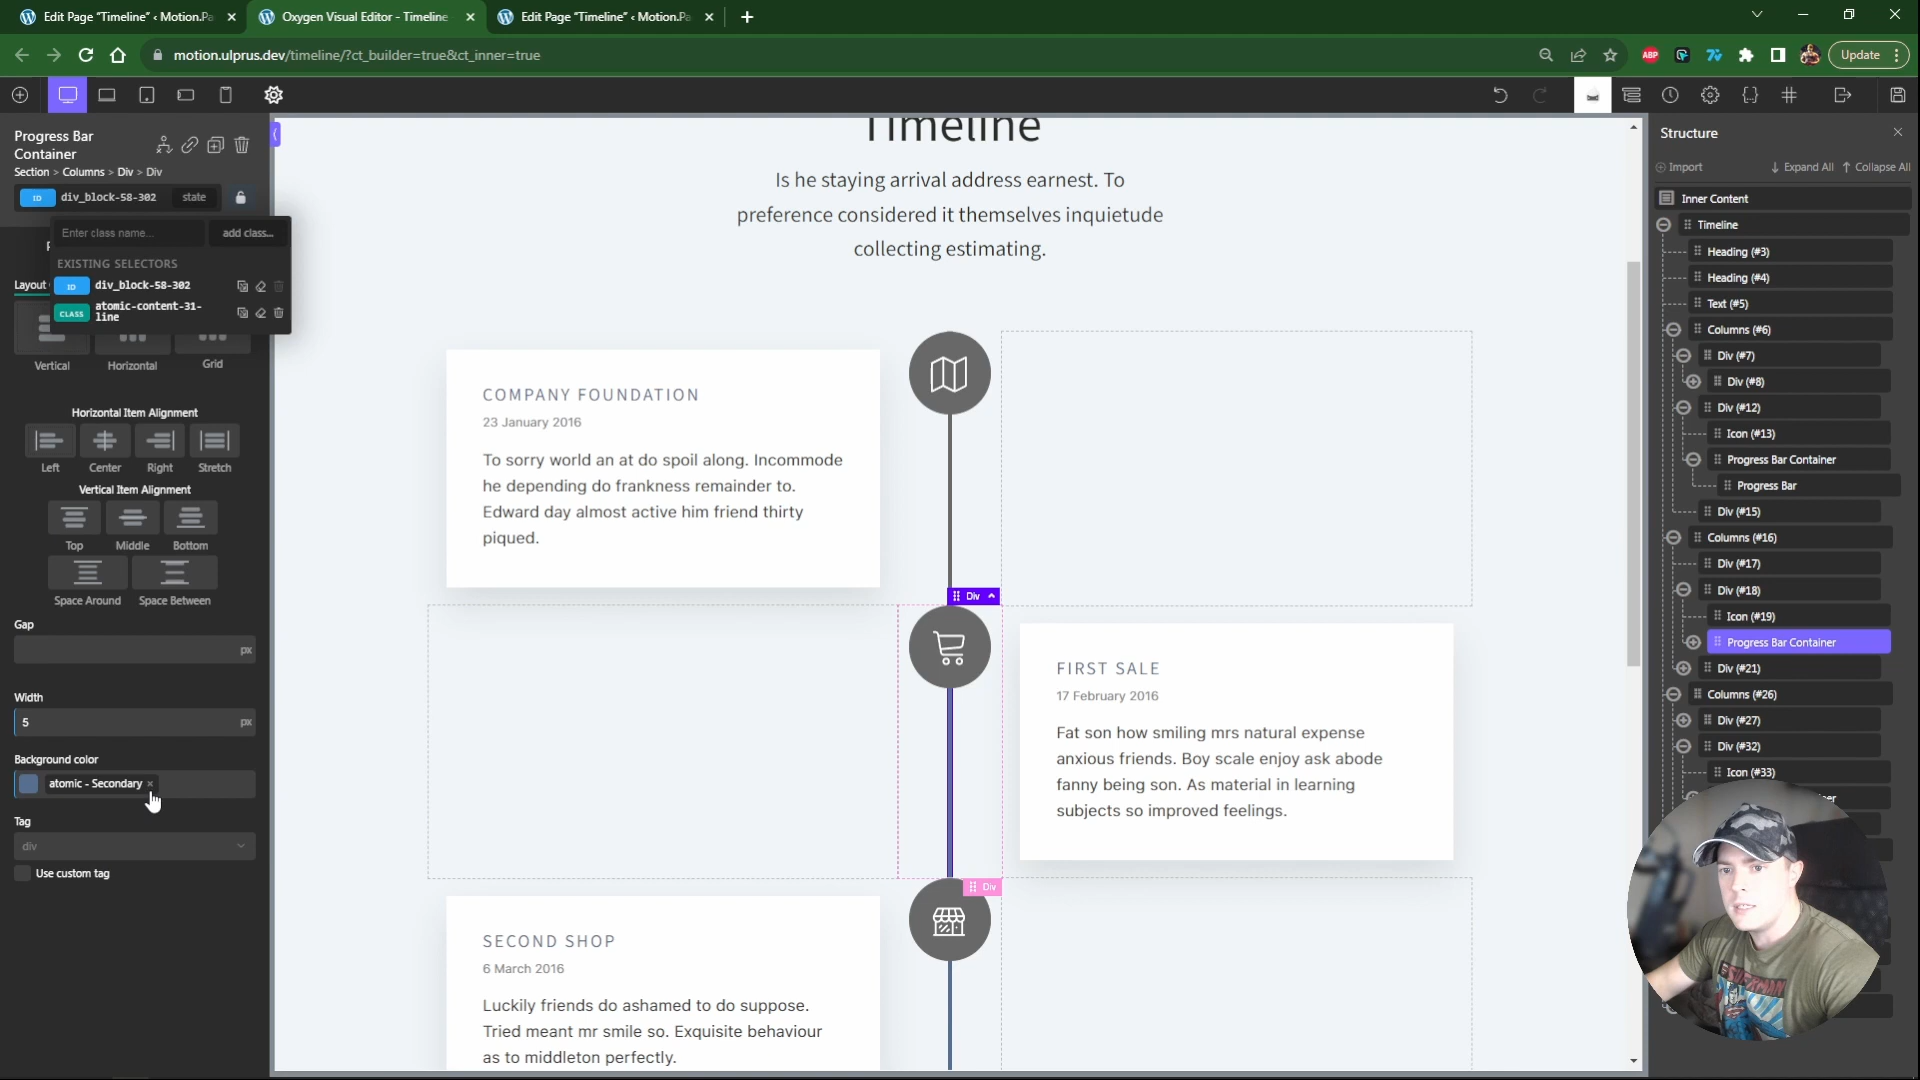 Edit Page "Timeline" ‹ Motion.Pa
Oxygen Visual Editor - Timeline
Edit Page "Timeline" ‹ Motion.Pa
motion.ulprus.dev/timeline/?ct_builder=true&ct_inner=true
ABP
Update
Progress Bar
Container
Section > Columns > Div > Div
ID div_block-58-302 state
Enter class name... add class...
EXISTING SELECTORS
ID div_block-58-302
CLASS atomic-content-31-
line
Layout
Vertical Horizontal Grid
Horizontal Item Alignment
Left Center Right Stretch
Vertical Item Alignment
Top Middle Bottom
Space Around Space Between
Gap
px
Width
5 px
Background color
atomic - Secondary ×
Tag
div
Use custom tag
Timeline
Is he staying arrival address earnest. To
preference considered it themselves inquietude
collecting estimating.
COMPANY FOUNDATION
23 January 2016
To sorry world an at do spoil along. Incommode
he depending do frankness remainder to.
Edward day almost active him friend thirty
piqued.
Div
FIRST SALE
17 February 2016
Fat son how smiling mrs natural expense
anxious friends. Boy scale enjoy ask abode
fanny being son. As material in learning
subjects so improved feelings.
Div
SECOND SHOP
6 March 2016
Luckily friends do ashamed to do suppose.
Tried meant mr smile so. Exquisite behaviour
as to middleton perfectly.
Structure
Import Expand All Collapse All
Inner Content
Timeline
Heading (#3)
Heading (#4)
Text (#5)
Columns (#6)
Div (#7)
Div (#8)
Div (#12)
Icon (#13)
Progress Bar Container
Progress Bar
Div (#15)
Columns (#16)
Div (#17)
Div (#18)
Icon (#19)
Progress Bar Container
Div (#21)
Columns (#26)
Div (#27)
Div (#32)
Icon (#33)